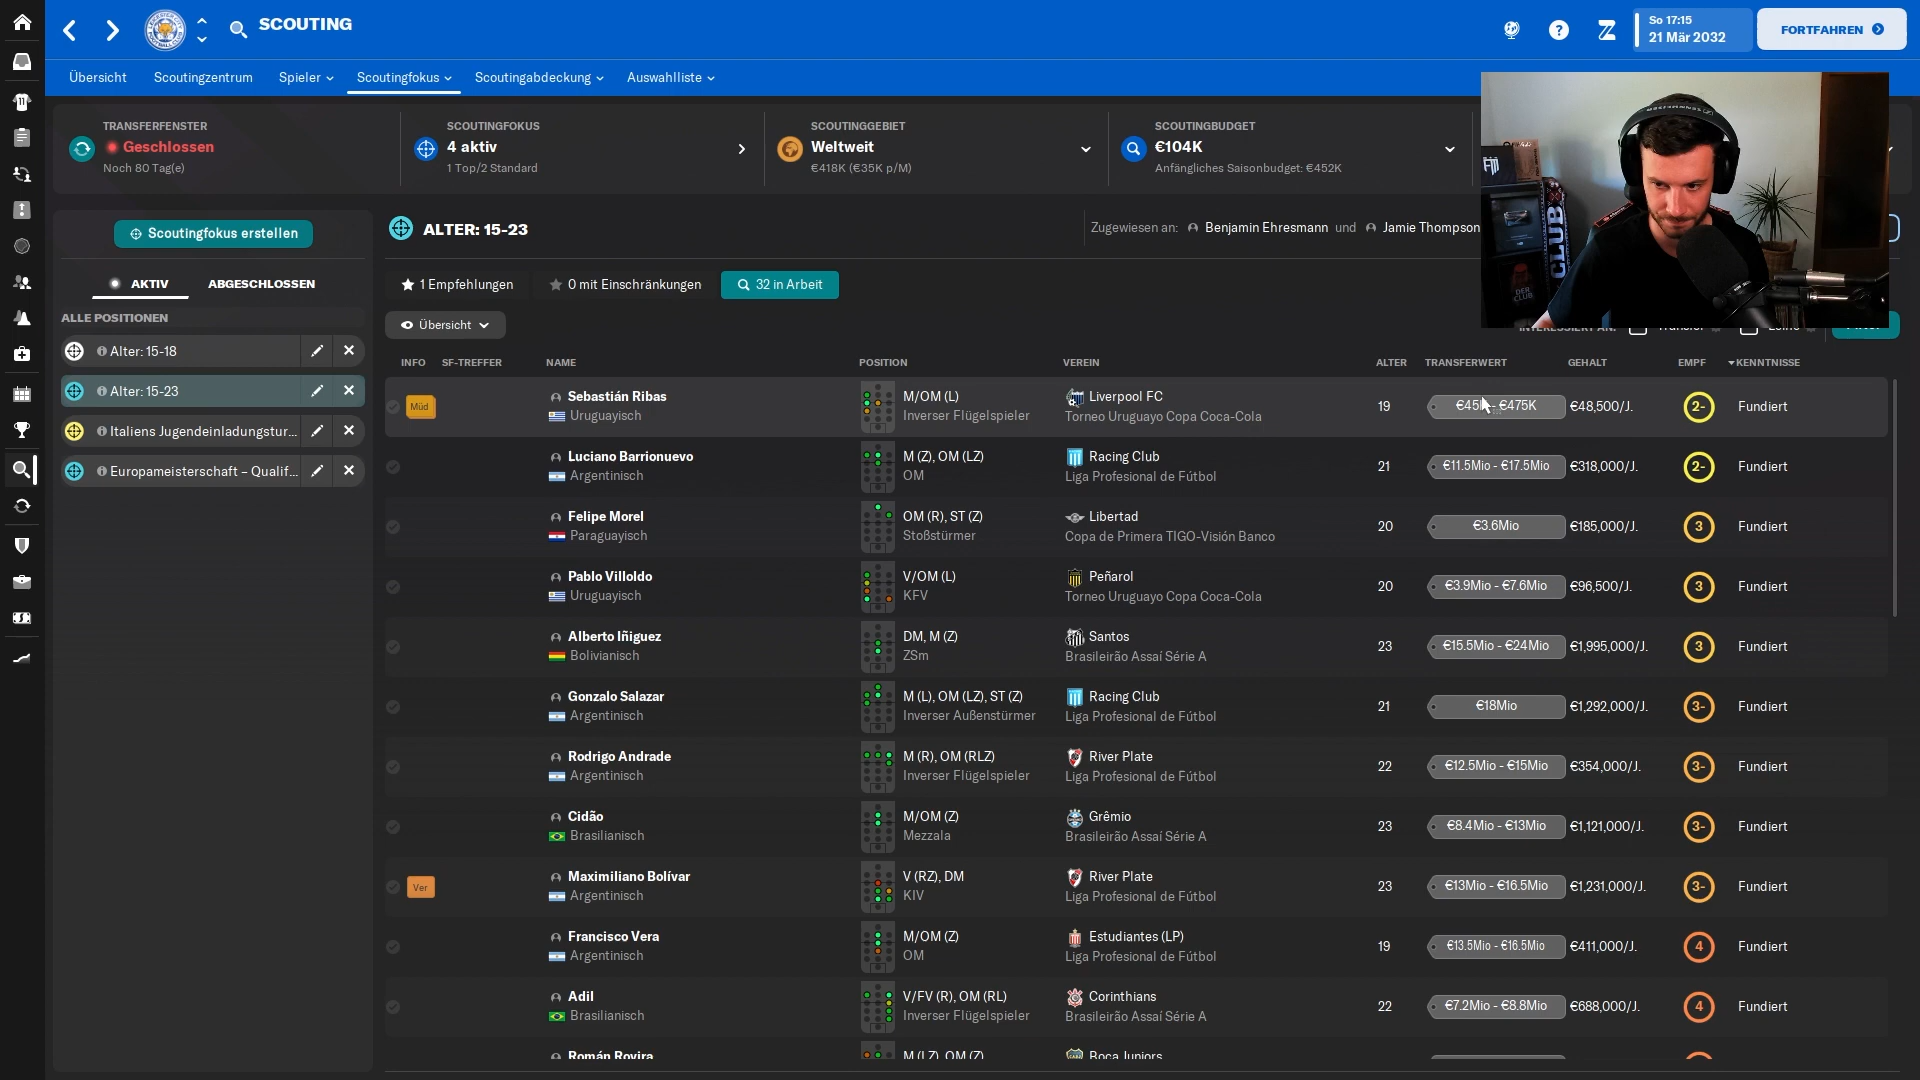 SCOUTING
So 17:15
21 Mär 2032
FORTFAHREN
Übersicht
Scoutingzentrum
Spieler
Scoutingfokus
Scoutingabdeckung
Auswahlliste
TRANSFERFENSTER
Geschlossen
Noch 80 Tag(e)
SCOUTINGFOKUS
4 aktiv
1 Top/2 Standard
SCOUTINGGEBIET
Weltweit
€418K (€35K p/M)
SCOUTINGBUDGET
€104K
Anfängliches Saisonbudget: €452K
Scoutingfokus erstellen
AKTIV
ABGESCHLOSSEN
ALLE POSITIONEN
Alter: 15-18
Alter: 15-23
Italiens Jugendeinladungstur...
Europameisterschaft – Qualif...
ALTER: 15-23
Zugewiesen an: Benjamin Ehresmann und Jamie Thompson
1 Empfehlungen
0 mit Einschränkungen
32 in Arbeit
Übersicht
INFO SF-TREFFER NAME POSITION VEREIN ALTER TRANSFERWERT GEHALT EMPF KENNTNISSE
Müd Sebastián Ribas M/OM (L) Liverpool FC 19 €475K €48,500/J. 2- Fundiert
Uruguayisch Inverser Flügelspieler Torneo Uruguayo Copa Coca-Cola
Luciano Barrionuevo M (Z), OM (LZ) Racing Club 21 €11.5Mio - €17.5Mio €318,000/J. 2- Fundiert
Argentinisch OM Liga Profesional de Fútbol
Felipe Morel OM (R), ST (Z) Libertad 20 €3.6Mio €185,000/J. 3 Fundiert
Paraguayisch Stoßstürmer Copa de Primera TIGO-Visión Banco
Pablo Villoldo V/OM (L) Peñarol 20 €3.9Mio - €7.6Mio €96,500/J. 3 Fundiert
Uruguayisch KFV Torneo Uruguayo Copa Coca-Cola
Alberto Iñiguez DM, M (Z) Santos 23 €15.5Mio - €24Mio €1,995,000/J. 3 Fundiert
Bolivianisch ZSm Brasileirão Assaí Série A
Gonzalo Salazar M (L), OM (LZ), ST (Z) Racing Club 21 €18Mio €1,292,000/J. 3- Fundiert
Argentinisch Inverser Außenstürmer Liga Profesional de Fútbol
Rodrigo Andrade M (R), OM (RLZ) River Plate 22 €12.5Mio - €15Mio €354,000/J. 3- Fundiert
Argentinisch Inverser Flügelspieler Liga Profesional de Fútbol
Cidão M/OM (Z) Grêmio 23 €8.4Mio - €13Mio €1,121,000/J. 3- Fundiert
Brasilianisch Mezzala Brasileirão Assaí Série A
Ver Maximiliano Bolívar V (RZ), DM River Plate 23 €13Mio - €16.5Mio €1,231,000/J. 3- Fundiert
Argentinisch KIV Liga Profesional de Fútbol
Francisco Vera M/OM (Z) Estudiantes (LP) 19 €13.5Mio - €16.5Mio €411,000/J. 4 Fundiert
Argentinisch OM Liga Profesional de Fútbol
Adil V/FV (R), OM (RL) Corinthians 22 €7.2Mio - €8.8Mio €688,000/J. 4 Fundiert
Brasilianisch Inverser Flügelspieler Brasileirão Assaí Série A
Román Rovira M (LZ), OM (Z) Boca Juniors
CLUB
DER
CLUB